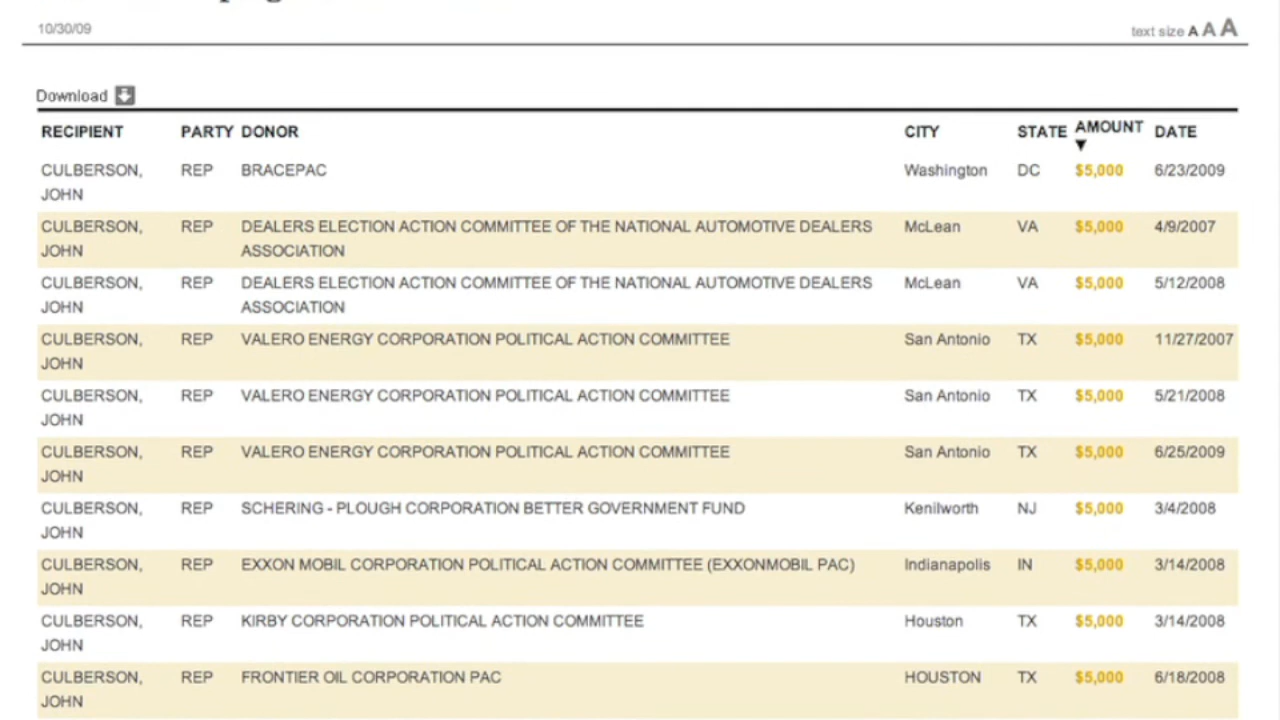 10/30/09
text size A A A
Download
RECIPIENT PARTY DONOR CITY STATE AMOUNT DATE
CULBERSON, REP BRACEPAC Washington DC $5,000 6/23/2009
JOHN
CULBERSON, REP DEALERS ELECTION ACTION COMMITTEE OF THE NATIONAL AUTOMOTIVE DEALERS McLean VA $5,000 4/9/2007
JOHN ASSOCIATION
CULBERSON, REP DEALERS ELECTION ACTION COMMITTEE OF THE NATIONAL AUTOMOTIVE DEALERS McLean VA $5,000 5/12/2008
JOHN ASSOCIATION
CULBERSON, REP VALERO ENERGY CORPORATION POLITICAL ACTION COMMITTEE San Antonio TX $5,000 11/27/2007
JOHN
CULBERSON, REP VALERO ENERGY CORPORATION POLITICAL ACTION COMMITTEE San Antonio TX $5,000 5/21/2008
JOHN
CULBERSON, REP VALERO ENERGY CORPORATION POLITICAL ACTION COMMITTEE San Antonio TX $5,000 6/25/2009
JOHN
CULBERSON, REP SCHERING - PLOUGH CORPORATION BETTER GOVERNMENT FUND Kenilworth NJ $5,000 3/4/2008
JOHN
CULBERSON, REP EXXON MOBIL CORPORATION POLITICAL ACTION COMMITTEE (EXXONMOBIL PAC) Indianapolis IN $5,000 3/14/2008
JOHN
CULBERSON, REP KIRBY CORPORATION POLITICAL ACTION COMMITTEE Houston TX $5,000 3/14/2008
JOHN
CULBERSON, REP FRONTIER OIL CORPORATION PAC HOUSTON TX $5,000 6/18/2008
JOHN